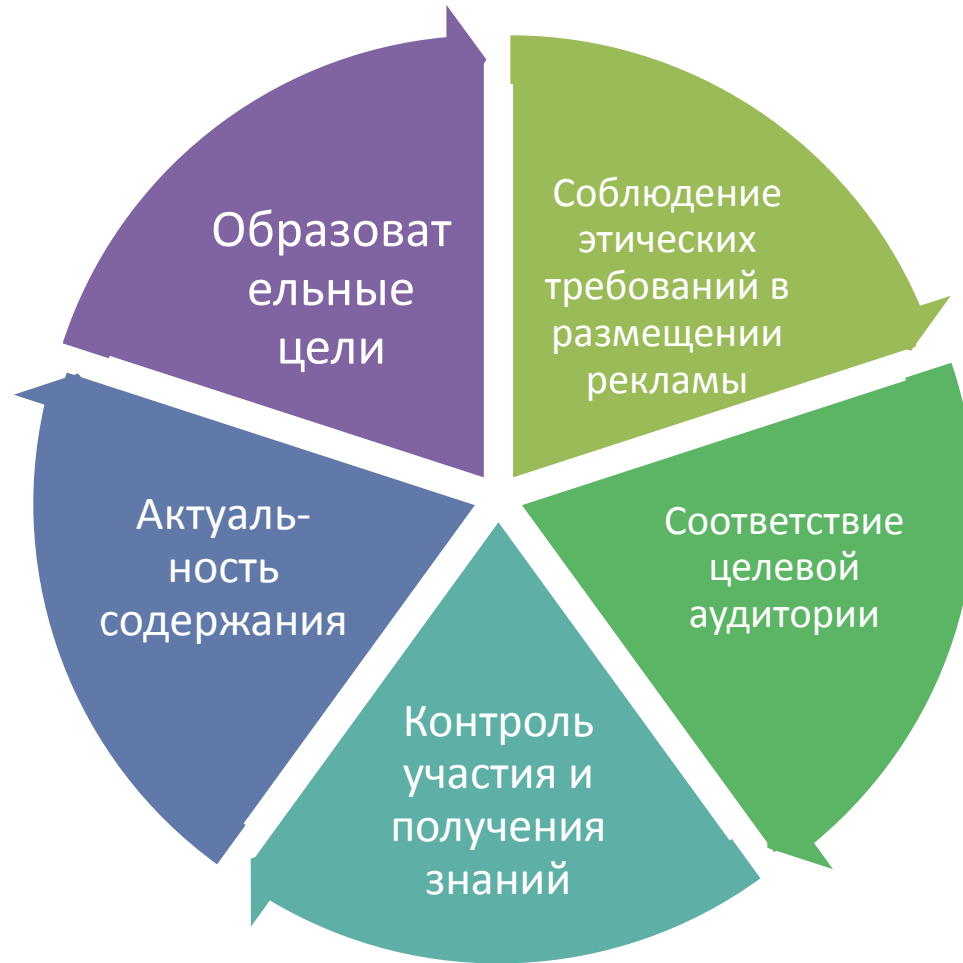 Образоват
ельные
цели
Соблюдение
этических
требований в
размещении
рекламы
Актуаль-
ность
содержания
Соответствие
целевой
аудитории
Контроль
участия и
получения
знаний